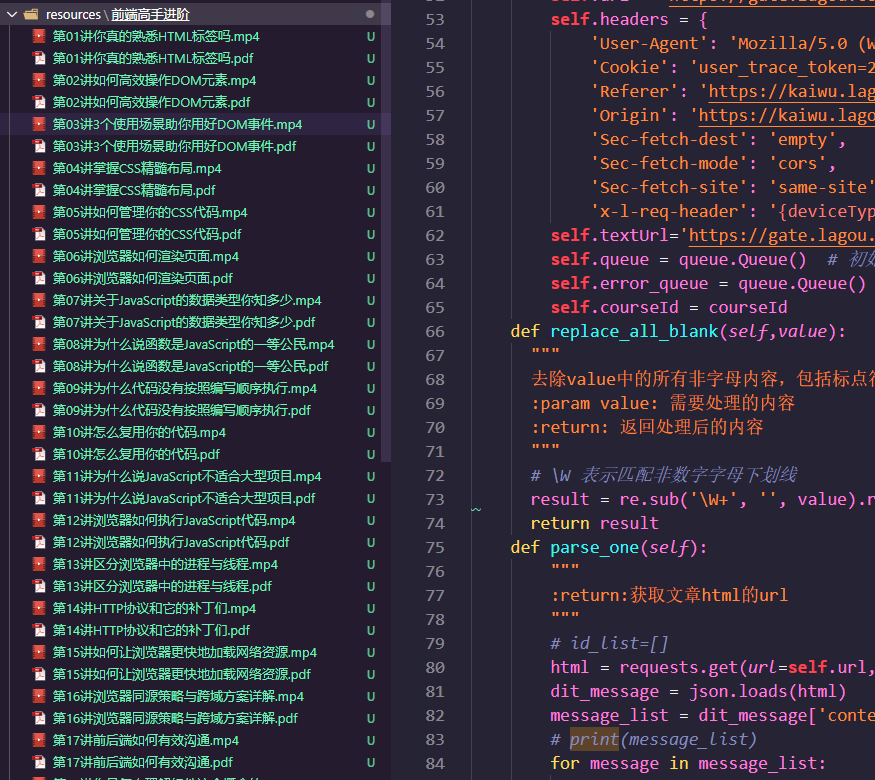 resources \ 前端高手进阶
第01讲你真的熟悉HTML标签吗.mp4 U
第01讲你真的熟悉HTML标签吗.pdf U
第02讲如何高效操作DOM元素.mp4 U
第02讲如何高效操作DOM元素.pdf U
第03讲3个使用场景助你用好DOM事件.mp4 U
第03讲3个使用场景助你用好DOM事件.pdf U
第04讲掌握CSS精髓布局.mp4 U
第04讲掌握CSS精髓布局.pdf U
第05讲如何管理你的CSS代码.mp4 U
第05讲如何管理你的CSS代码.pdf U
第06讲浏览器如何渲染页面.mp4 U
第06讲浏览器如何渲染页面.pdf U
第07讲关于JavaScript的数据类型你知多少.mp4 U
第07讲关于JavaScript的数据类型你知多少.pdf U
第08讲为什么说函数是JavaScript的一等公民.mp4 U
第08讲为什么说函数是JavaScript的一等公民.pdf U
第09讲为什么代码没有按照编写顺序执行.mp4 U
第09讲为什么代码没有按照编写顺序执行.pdf U
第10讲怎么复用你的代码.mp4 U
第10讲怎么复用你的代码.pdf U
第11讲为什么说JavaScript不适合大型项目.mp4 U
第11讲为什么说JavaScript不适合大型项目.pdf U
第12讲浏览器如何执行JavaScript代码.mp4 U
第12讲浏览器如何执行JavaScript代码.pdf U
第13讲区分浏览器中的进程与线程.mp4 U
第13讲区分浏览器中的进程与线程.pdf U
第14讲HTTP协议和它的补丁们.mp4 U
第14讲HTTP协议和它的补丁们.pdf U
第15讲如何让浏览器更快地加载网络资源.mp4 U
第15讲如何让浏览器更快地加载网络资源.pdf U
第16讲浏览器同源策略与跨域方案详解.mp4 U
第16讲浏览器同源策略与跨域方案详解.pdf U
第17讲前后端如何有效沟通.mp4 U
第17讲前后端如何有效沟通.pdf U
53 self.headers = {
54 'User-Agent': 'Mozilla/5.0 (W
55 'Cookie': 'user_trace_token=2
56 'Referer': 'https://kaiwu.lago
57 'Origin': 'https://kaiwu.lago
58 'Sec-fetch-dest': 'empty',
59 'Sec-fetch-mode': 'cors',
60 'Sec-fetch-site': 'same-site'
61 'x-l-req-header': '{deviceTyp
62 self.textUrl='https://gate.lagou.
63 self.queue = queue.Queue() # 初始
64 self.error_queue = queue.Queue()
65 self.courseId = courseId
66 def replace_all_blank(self,value):
67 """
68 去除value中的所有非字母内容，包括标点符
69 :param value: 需要处理的内容
70 :return: 返回处理后的内容
71 """
72 # \W 表示匹配非数字字母下划线
73 result = re.sub('\W+', '', value).r
74 return result
75 def parse_one(self):
76 """
77 :return:获取文章html的url
78 """
79 # id_list=[]
80 html = requests.get(url=self.url,
81 dit_message = json.loads(html)
82 message_list = dit_message['conte
83 # print(message_list)
84 for message in message_list: